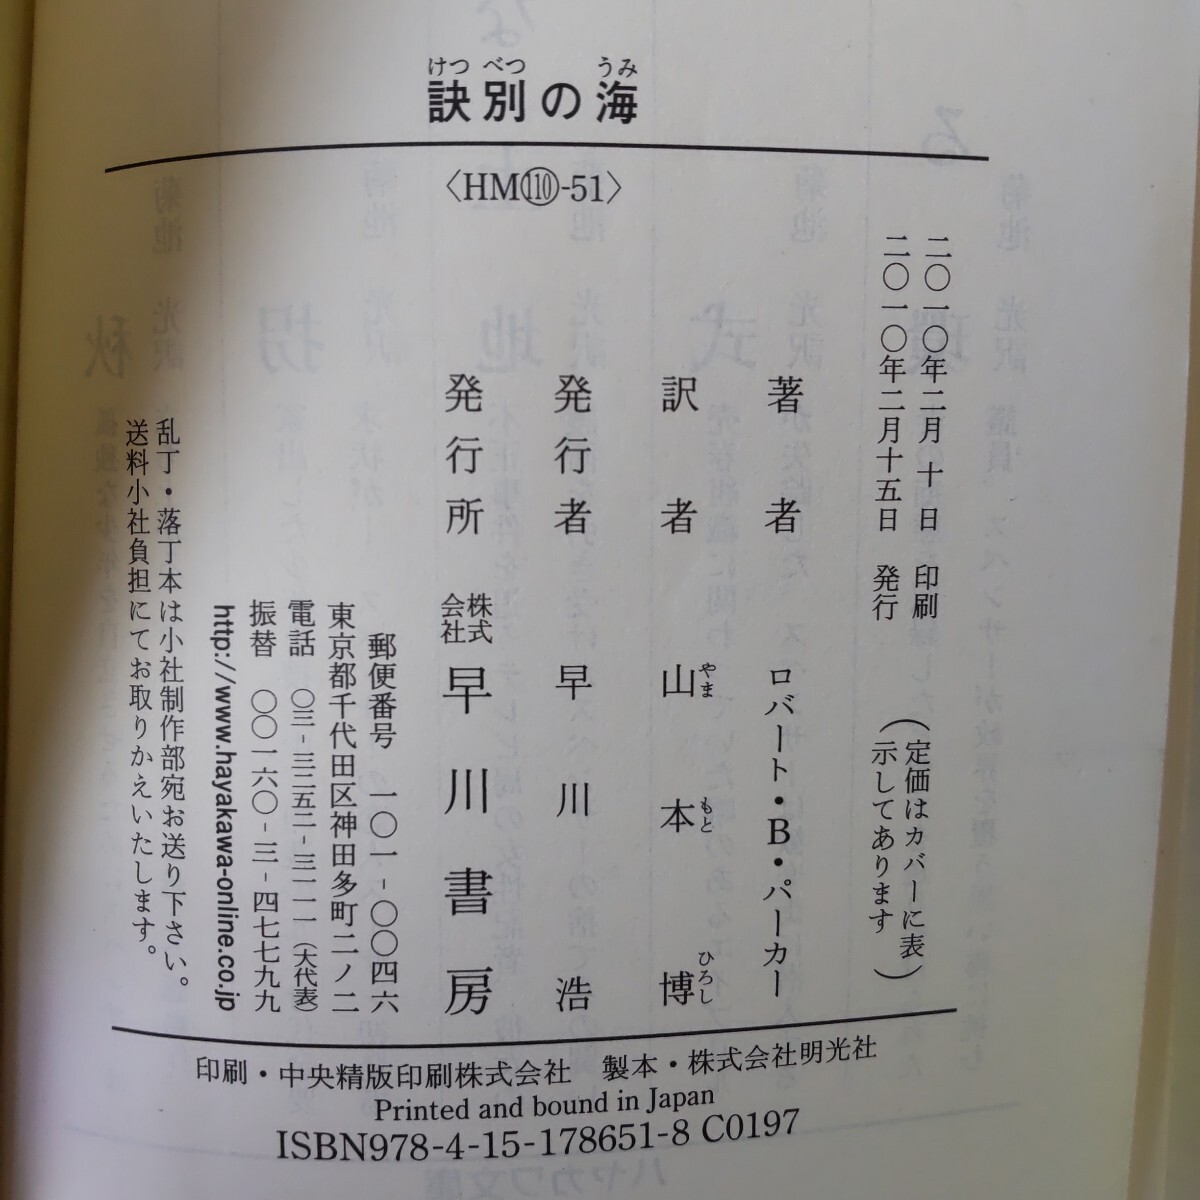 けつ べつ うみ
訣別の海
〈HM⑩-51〉
二〇一〇年二月 十 日 印刷
二〇一〇年二月十五日 発行
（定価はカバーに表
示してあります）
著者 ロバート・B・パーカー
訳者 山本博
やま もと ひろし
発行者 早川浩
発行所 株式会社 早川書房
郵便番号 一〇一-〇〇四六
東京都千代田区神田多町二ノ二
電話 〇三-三二五二-三一一一（大代表）
振替 〇〇一六〇-三-四七七九九
http://www.hayakawa-online.co.jp
乱丁・落丁本は小社制作部宛お送り下さい。
送料小社負担にてお取りかえいたします。
印刷・中央精版印刷株式会社 製本・株式会社明光社
Printed and bound in Japan
ISBN978-4-15-178651-8 C0197